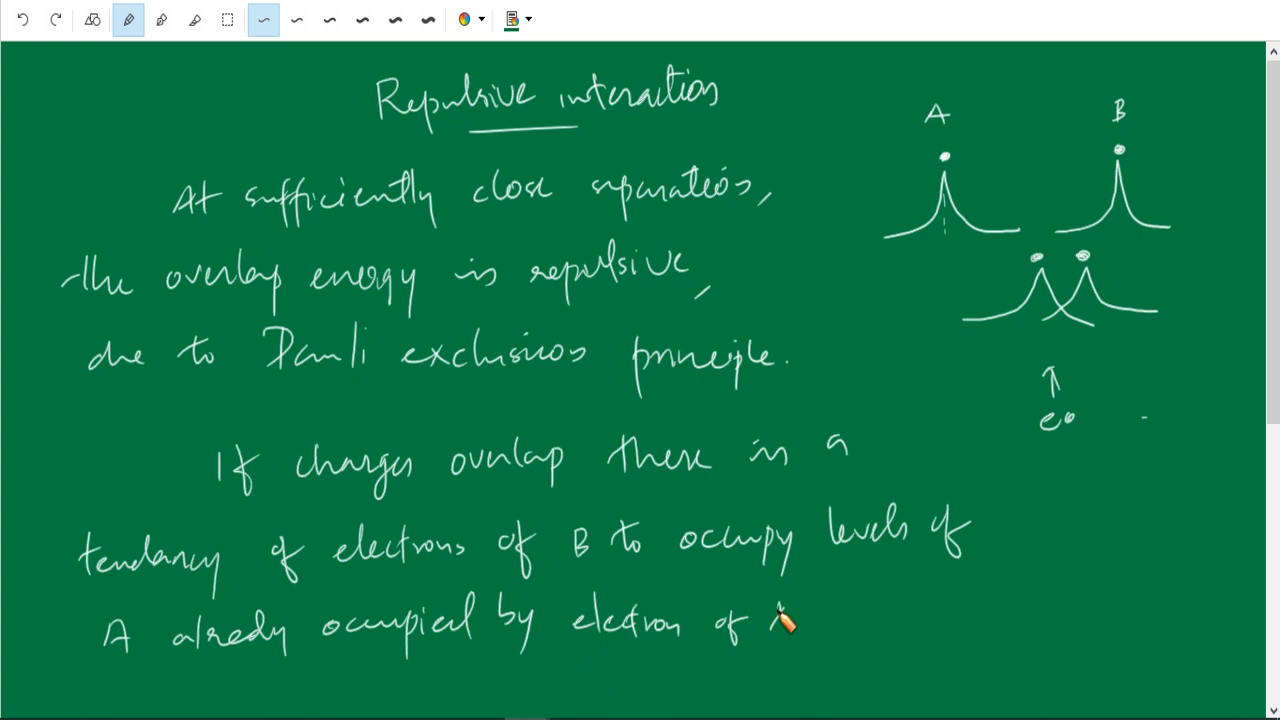 Repulsive interaction
A B
At sufficiently close separation,
the overlap energy is repulsive,
due to Pauli exclusion principle.
If charges overlap there is a
tendancy of electrons of B to occupy levels of
A already occupied by electron of